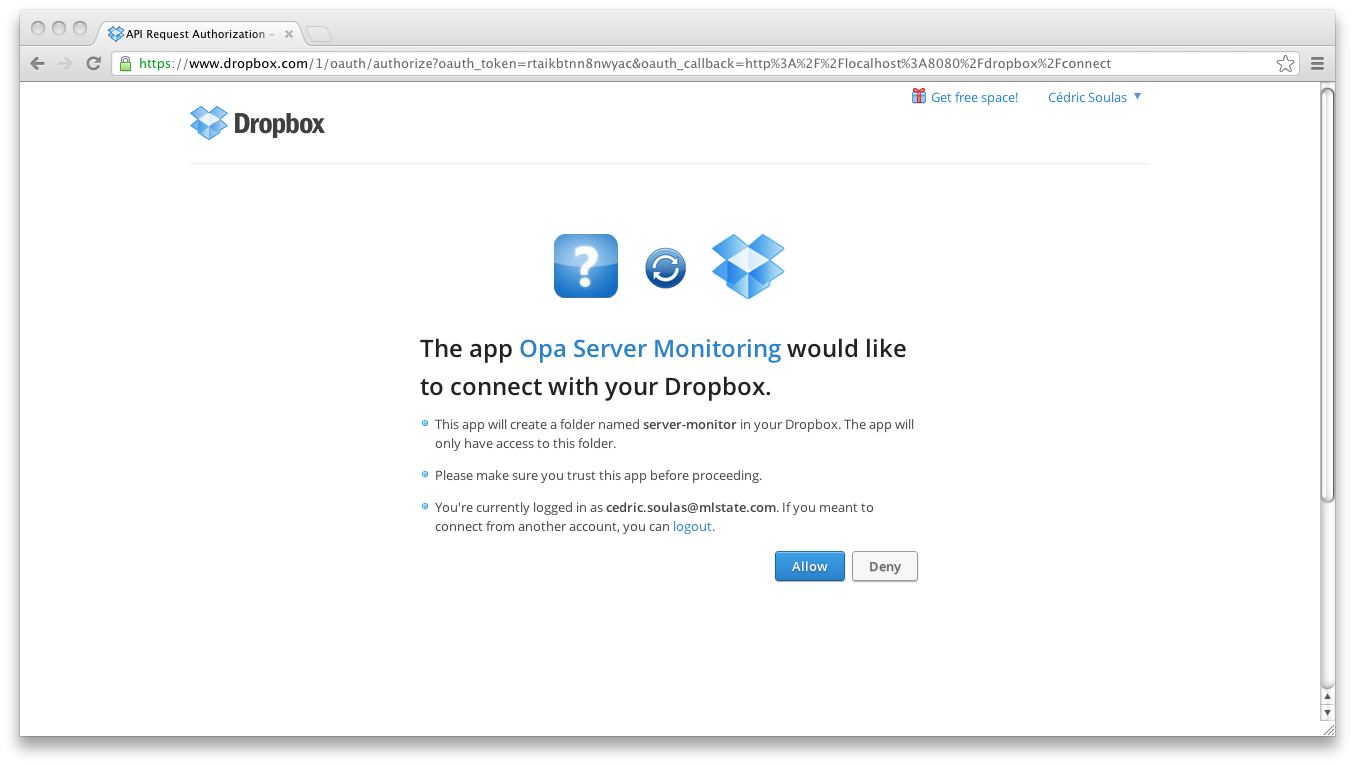 API Request Authorization -
https://www.dropbox.com/1/oauth/authorize?oauth_token=rtaikbtnn8nwyac&oauth_callback=http%3A%2F%2Flocalhost%3A8080%2Fdropbox%2Fconnect
Get free space! Cédric Soulas
Dropbox
?
The app Opa Server Monitoring would like
to connect with your Dropbox.
This app will create a folder named server-monitor in your Dropbox. The app will
only have access to this folder.
Please make sure you trust this app before proceeding.
You're currently logged in as cedric.soulas@mlstate.com. If you meant to
connect from another account, you can logout.
Allow Deny